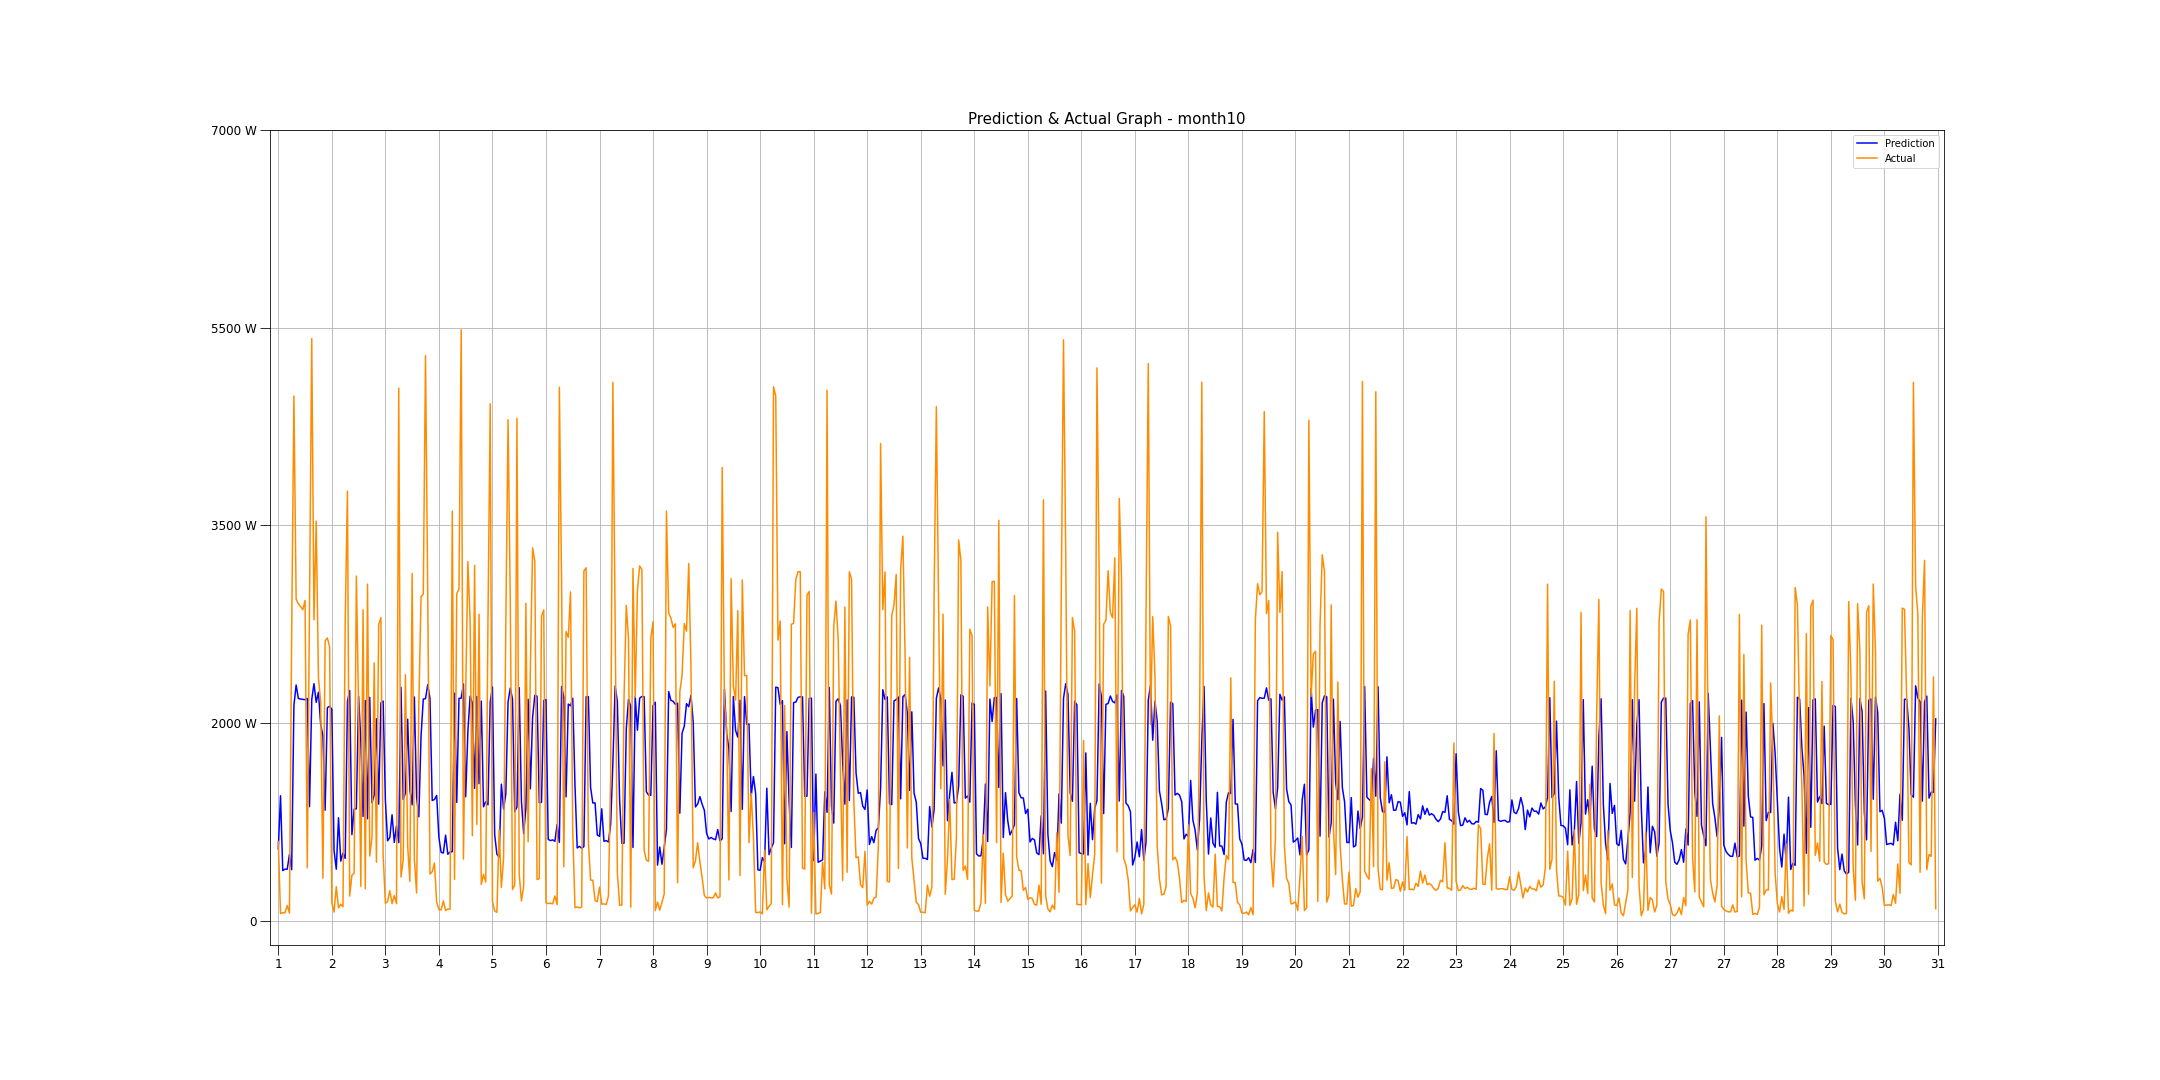 Prediction & Actual Graph - month10
7000 W
Prediction
Actual
5500 W
3500 W
2000 W
0
1 2 3 4 5 6 7 8 9 10 11 12 13 14 15 16 17 18 19 20 21 22 23 24 25 26 27 27 28 29 30 31